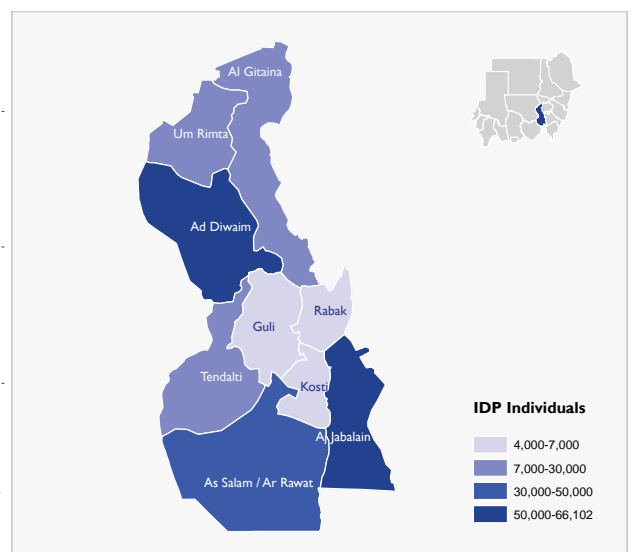 Al Gitaina
Um Rimta
Ad Diwaim
Rabak
Guli
Tendalti
Kosti
Aj Jabalain
As Salam / Ar Rawat
IDP Individuals
4,000-7,000
7,000-30,000
30,000-50,000
50,000-66,102